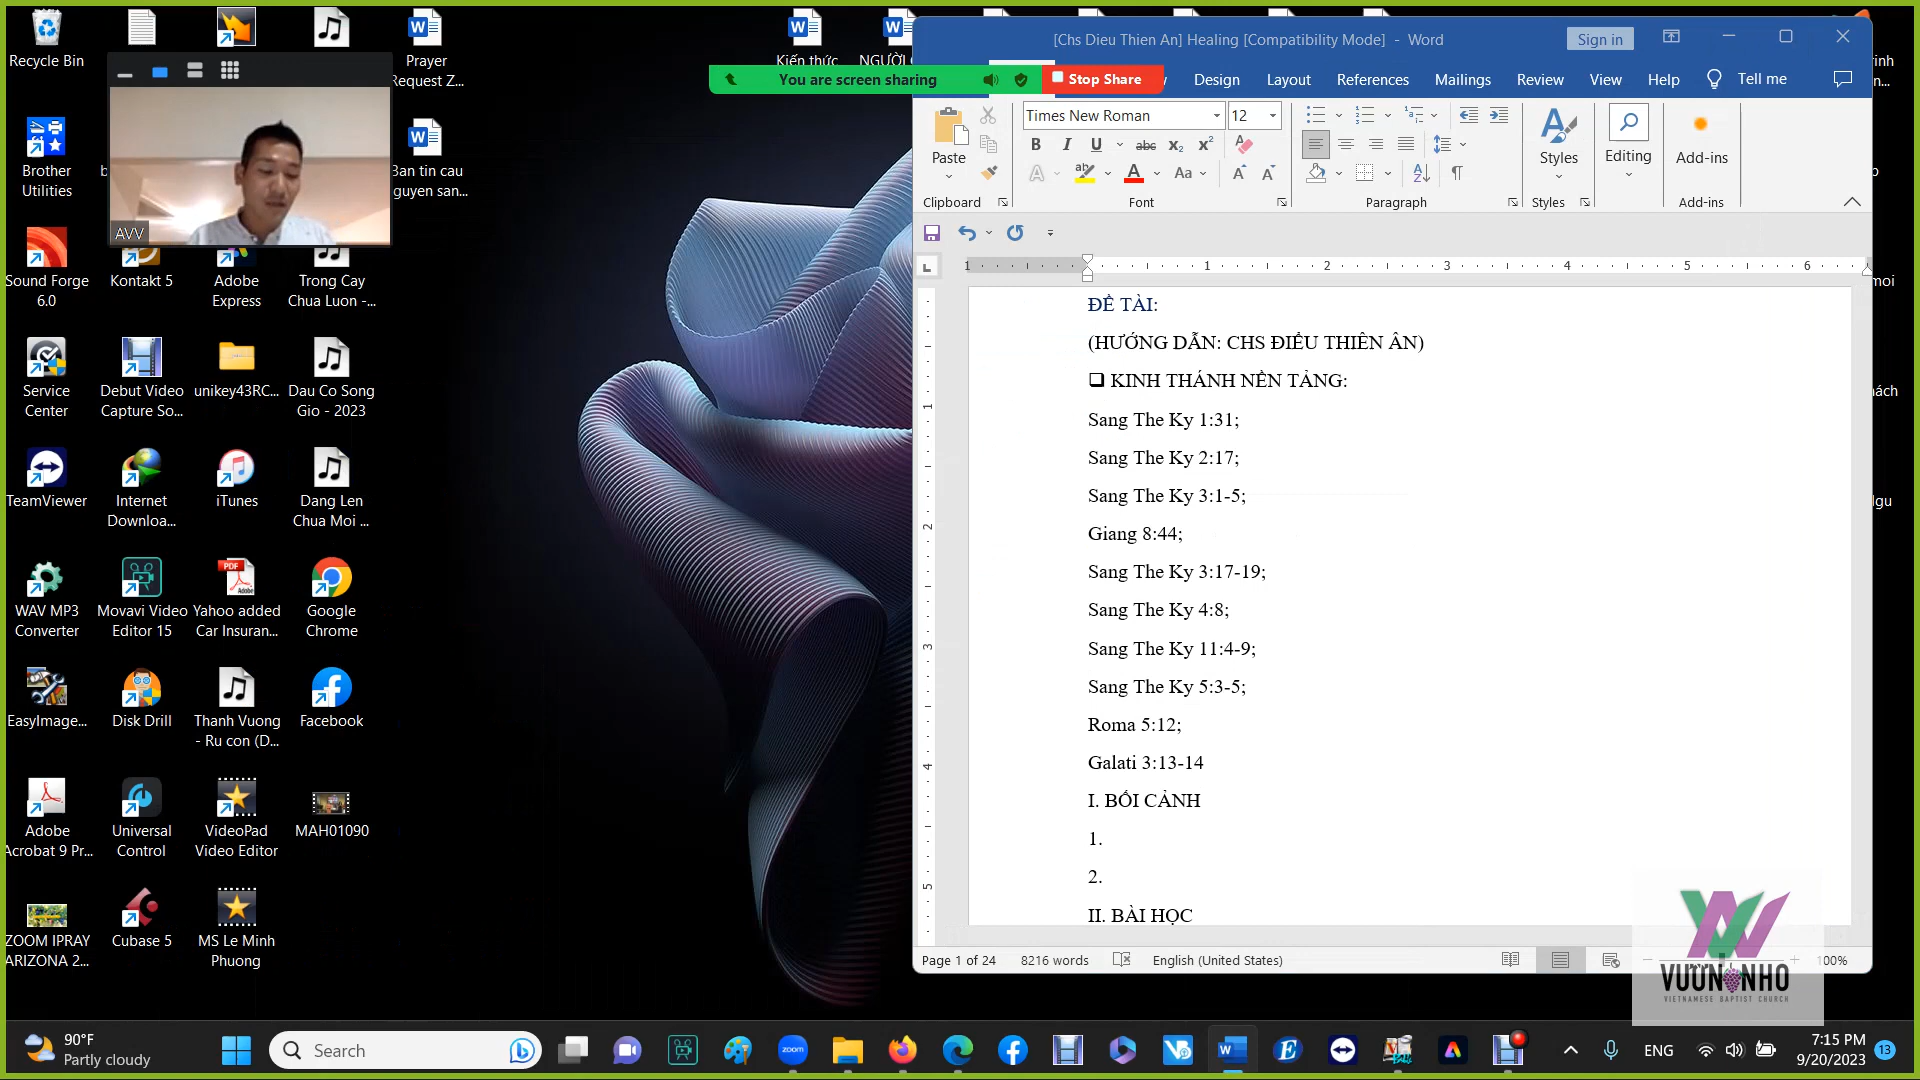 Recycle Bin
Prayer
Request Z...
Kiến thức
[Chs Dieu Thien An] Healing [Compatibility Mode] - Word
Sign in
You are screen sharing
Stop Share
Design
Layout
References
Mailings
Review
View
Help
Tell me
Paste
Times New Roman
12
Styles
Editing
Add-ins
Clipboard
Font
Paragraph
Styles
Add-ins
AVV
Brother
Utilities
Ban tin cau
nguyen san...
Sound Forge
6.0
Kontakt 5
Adobe
Express
Trong Cay
Chua Luon -...
ĐỀ TÀI:
(HƯỚNG DẪN: CHS ĐIỂU THIÊN ÂN)
❑ KINH THÁNH NỀN TẢNG:
Sang The Ky 1:31;
Sang The Ky 2:17;
Sang The Ky 3:1-5;
Giang 8:44;
Sang The Ky 3:17-19;
Sang The Ky 4:8;
Sang The Ky 11:4-9;
Sang The Ky 5:3-5;
Roma 5:12;
Galati 3:13-14
I. BỐI CẢNH
1.
2.
II. BÀI HỌC
Service
Center
Debut Video
Capture So...
unikey43RC...
Dau Co Song
Gio - 2023
TeamViewer
Internet
Downloa...
iTunes
Dang Len
Chua Moi ...
WAV MP3
Converter
Movavi Video
Editor 15
Yahoo added
Car Insuran...
Google
Chrome
EasyImage...
Disk Drill
Thanh Vuong
- Ru con (D...
Facebook
Adobe
Acrobat 9 Pr...
Universal
Control
VideoPad
Video Editor
MAH01090
ZOOM IPRAY
ARIZONA 2...
Cubase 5
MS Le Minh
Phuong
Page 1 of 24
8216 words
English (United States)
100%
VƯỜN NHO
VIETNAMESE BAPTIST CHURCH
90°F
Partly cloudy
Search
zoom
ENG
7:15 PM
9/20/2023
13